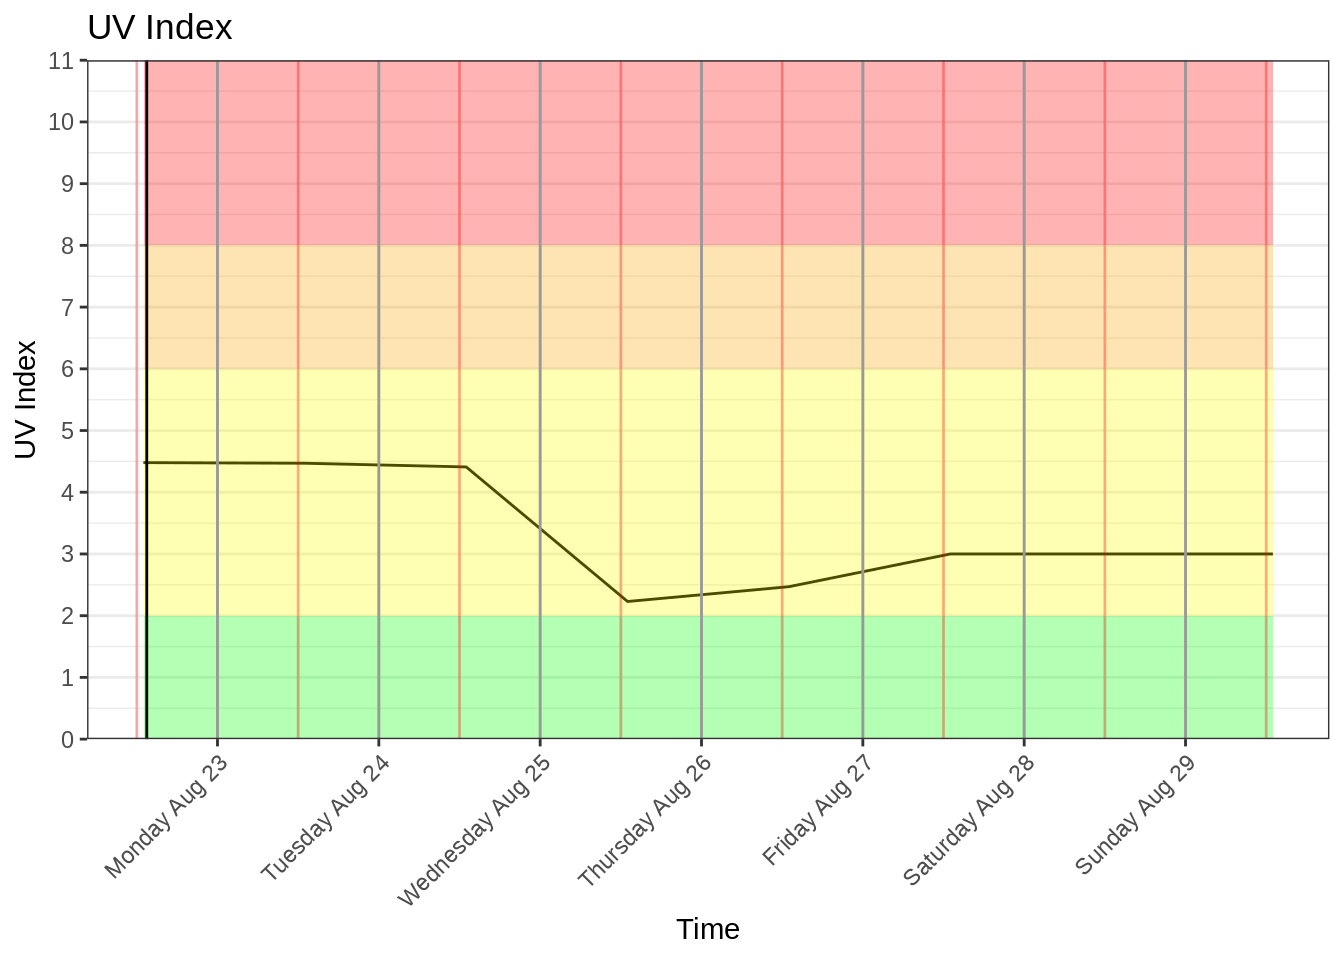 UV Index
11
10
9
8
7
6
5
4
3
2
1
0
UV Index
Monday Aug 23
Tuesday Aug 24
Wednesday Aug 25
Thursday Aug 26
Friday Aug 27
Saturday Aug 28
Sunday Aug 29
Time